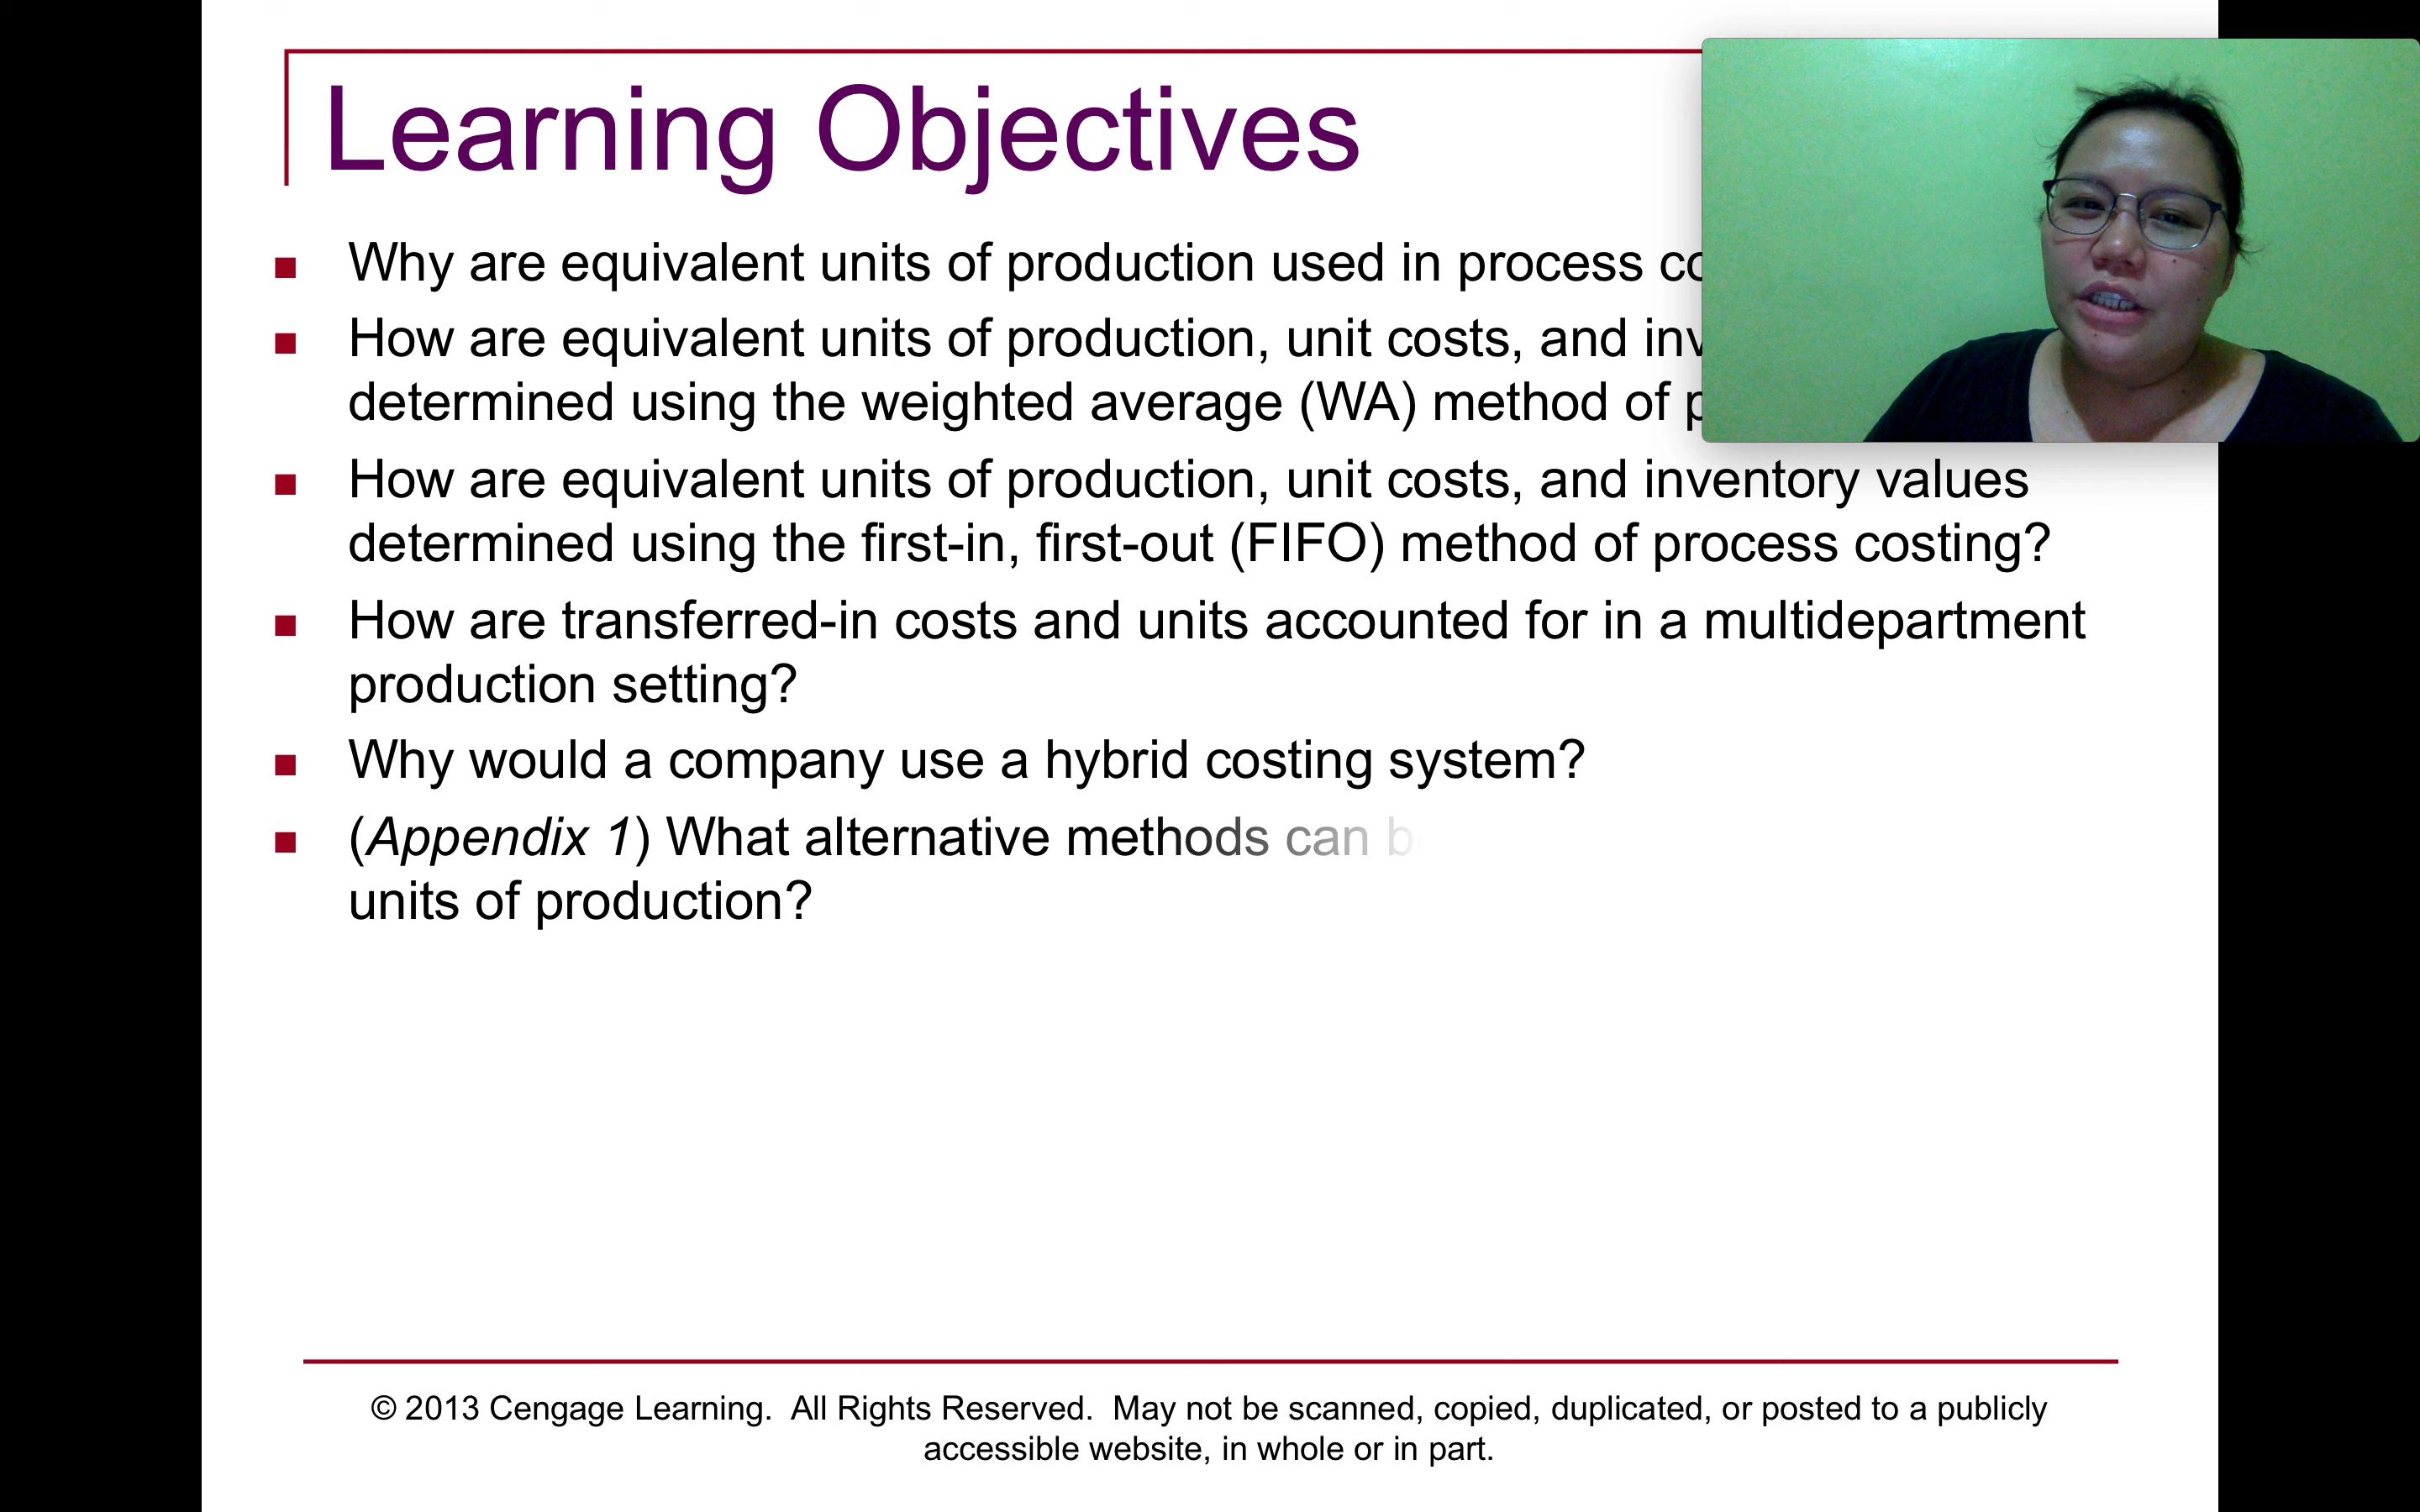 Learning Objectives
Why are equivalent units of production used in process
How are equivalent units of production, unit costs, and
determined using the weighted average (WA) method of
How are equivalent units of production, unit costs, and inventory values
determined using the first-in, first-out (FIFO) method of process costing?
How are transferred-in costs and units accounted for in a multidepartment
production setting?
Why would a company use a hybrid costing system?
(Appendix 1) What alternative methods can
units of production?
© 2013 Cengage Learning. All Rights Reserved. May not be scanned, copied, duplicated, or posted to a publicly
accessible website, in whole or in part.